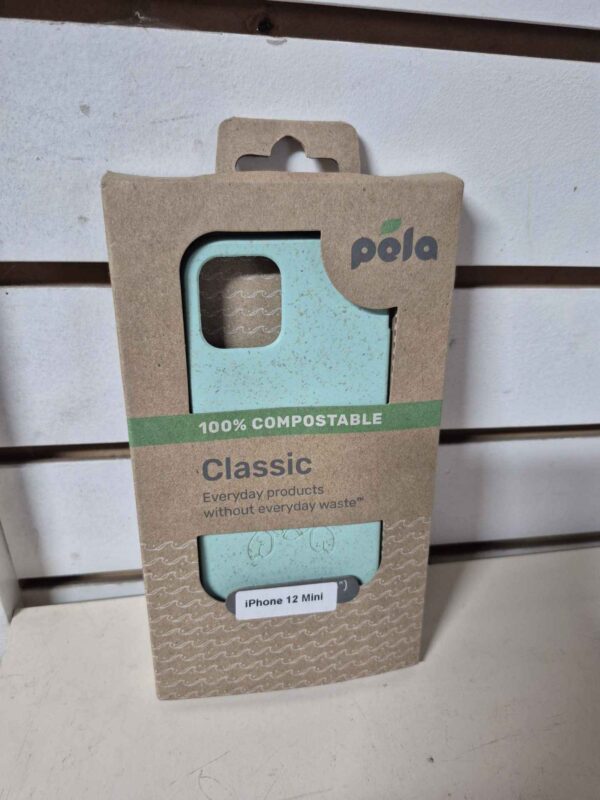 pela
100% COMPOSTABLE
Classic
Everyday products
without everyday waste™
iPhone 12 Mini
")